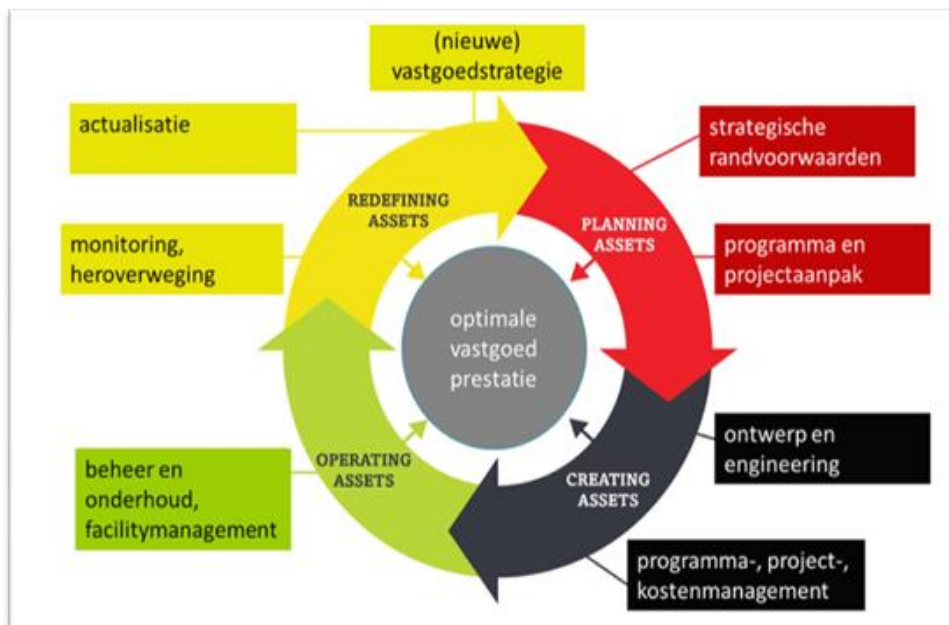 (nieuwe)
vastgoedstrategie
actualisatie
strategische
randvoorwaarden
REDEFINING
ASSETS
PLANNING
ASSETS
monitoring,
heroverweging
programma en
projectaanpak
optimale
vastgoed
prestatie
ontwerp en
engineering
OPERATING
ASSETS
CREATING
ASSETS
beheer en
onderhoud,
facilitymanagement
programma-, project-,
kostenmanagement